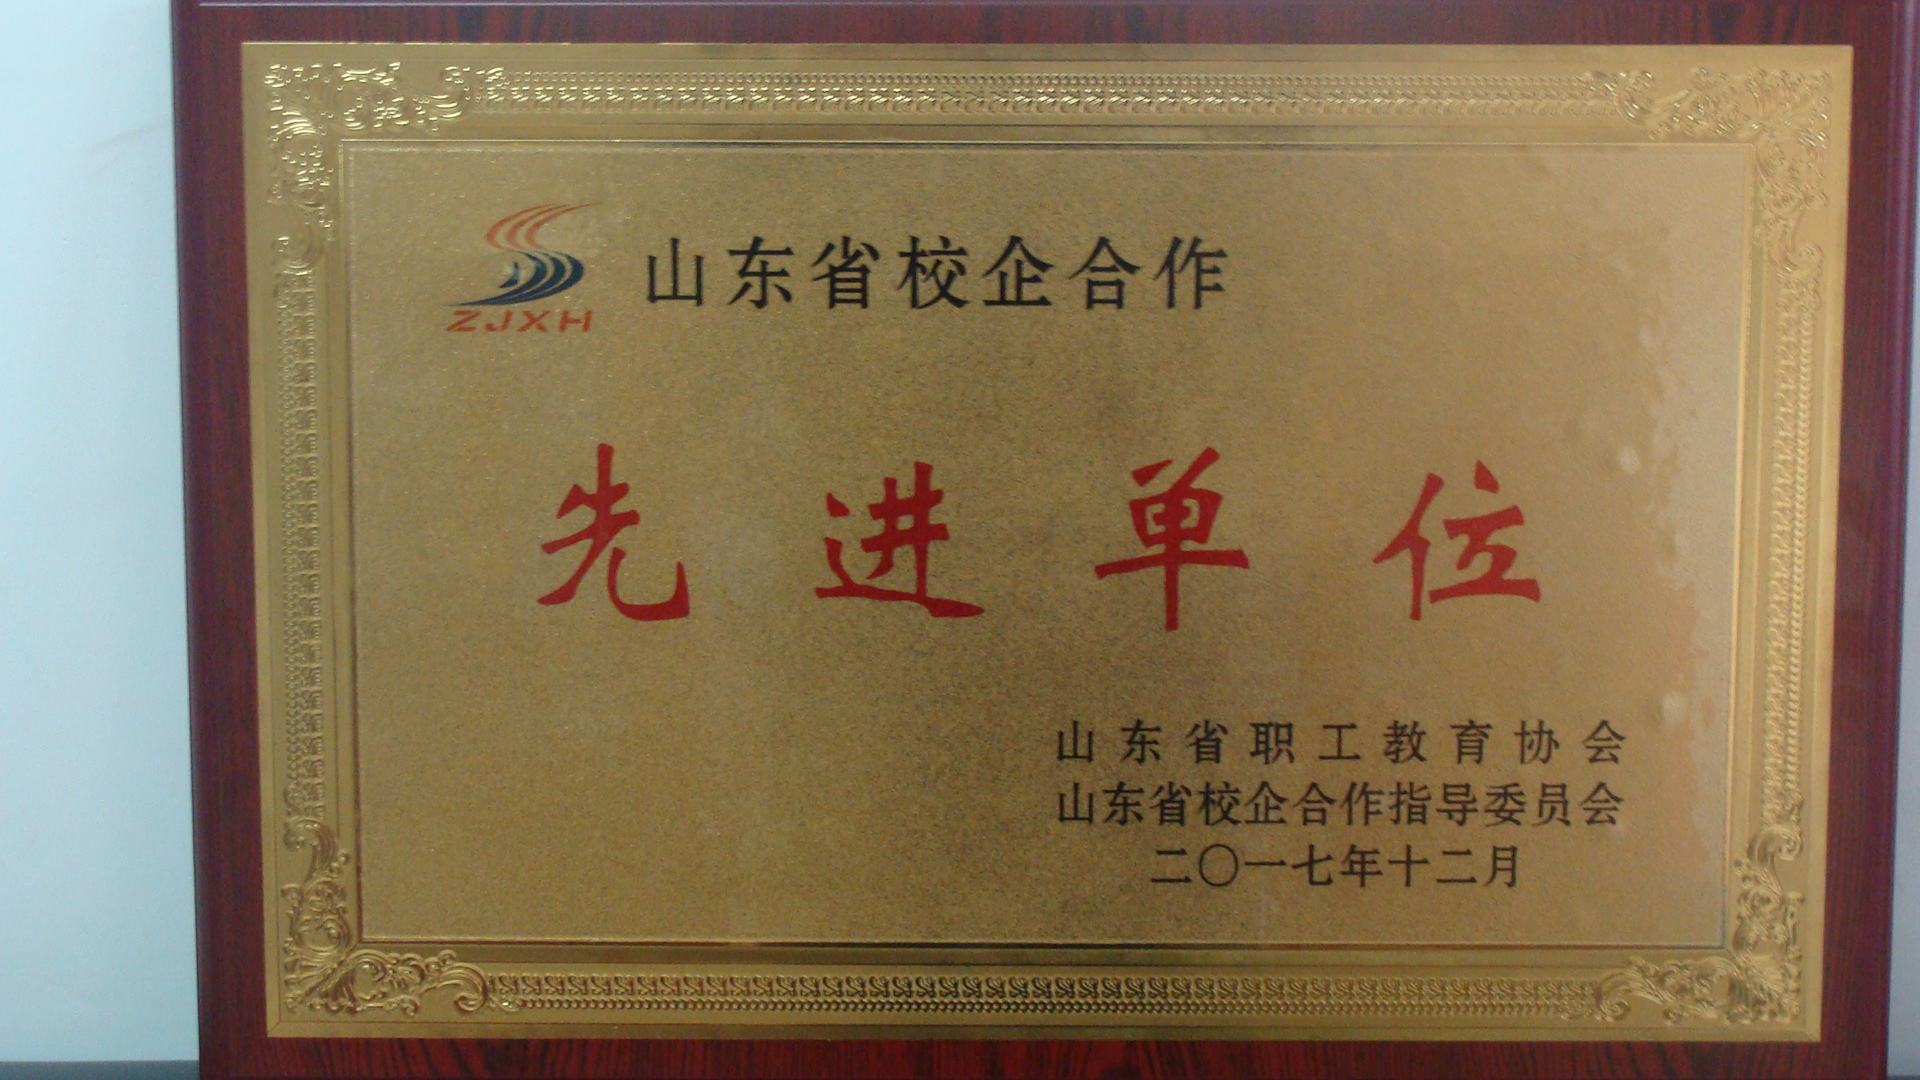 山东省校企合作
ZJXH
先进单位
山东省职工教育协会
山东省校企合作指导委员会
二〇一七年十二月